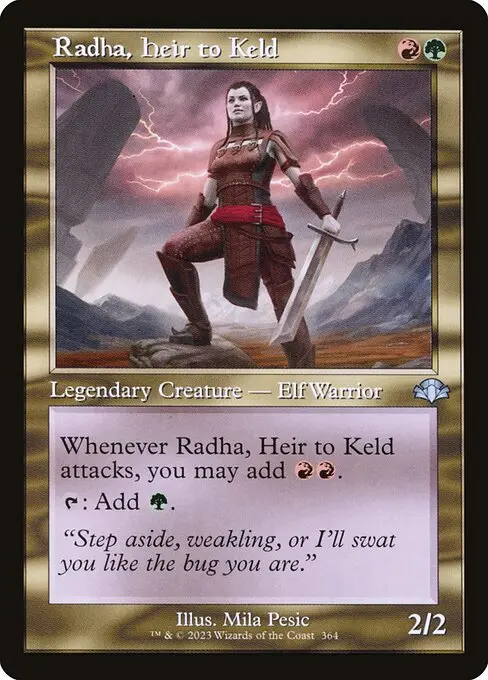 Radha, Heir to Keld
Legendary Creature — Elf Warrior
Whenever Radha, Heir to Keld
attacks, you may add .
: Add .
“Step aside, weakling, or I’ll swat
you like the bug you are.”
Illus. Mila Pesic
™ & © 2023 Wizards of the Coast 364
2/2